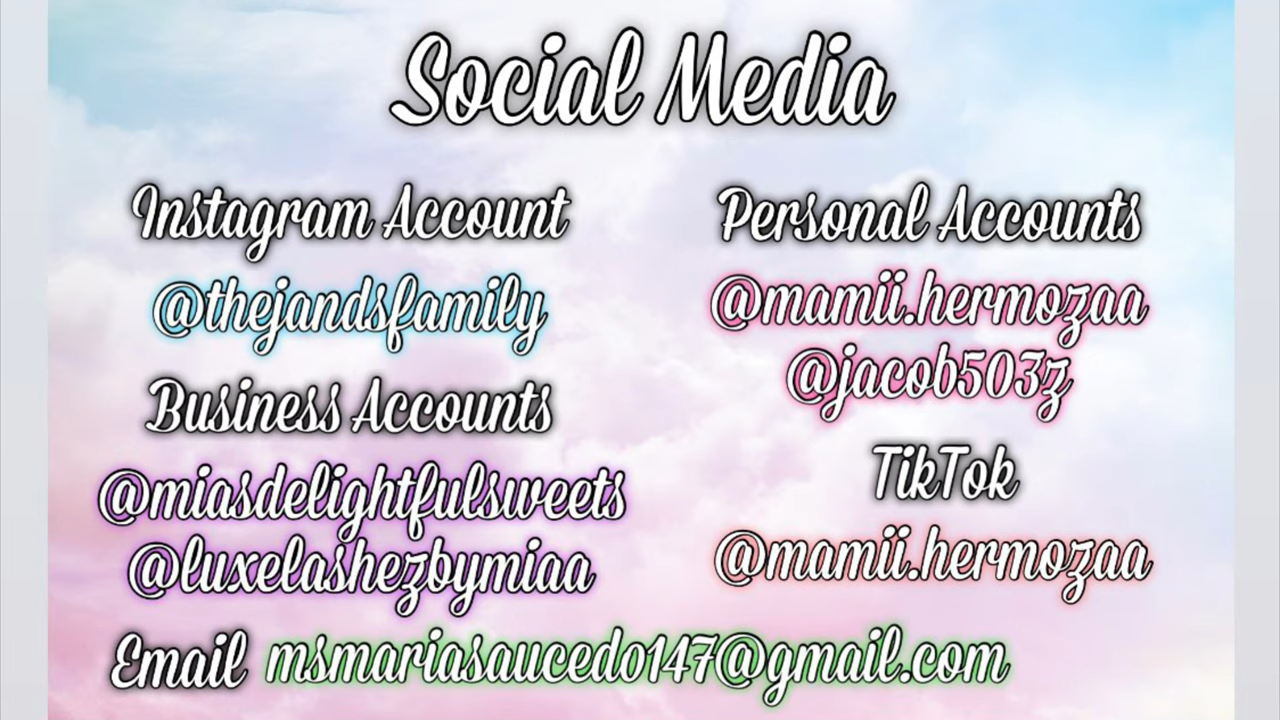 Social Media
Instagram Account
@thejandsfamily
Business Accounts
@miasdelightfulsweets
@luxelashezbymiaa
Personal Accounts
@mamii.hermozaa
@jacob503z
TikTok
@mamii.hermozaa
Email msmariasaucedo147@gmail.com